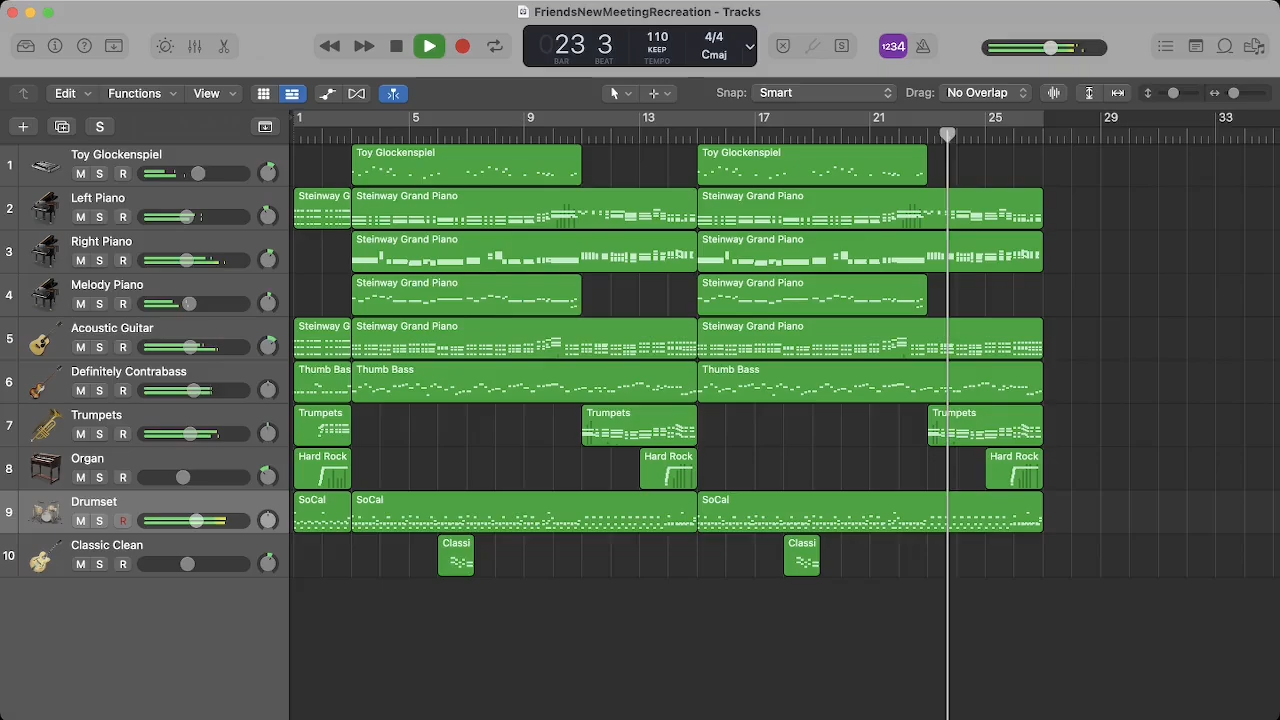 FriendsNewMeetingRecreation - Tracks
023 3 110 4/4
KEEP Cmaj
BAR BEAT TEMPO
1234
S
Edit Functions View Snap: Smart Drag: No Overlap
S
1 5 9 13 17 21 25 29 33
1 Toy Glockenspiel
M S R
Toy Glockenspiel Toy Glockenspiel
2 Left Piano
M S R
Steinway G Steinway Grand Piano Steinway Grand Piano
3 Right Piano
M S R
Steinway Grand Piano Steinway Grand Piano
4 Melody Piano
M S R
Steinway Grand Piano Steinway Grand Piano
5 Acoustic Guitar
M S R
Steinway G Steinway Grand Piano Steinway Grand Piano
6 Definitely Contrabass
M S R
Thumb Bas Thumb Bass Thumb Bass
7 Trumpets
M S R
Trumpets Trumpets Trumpets
8 Organ
M S R
Hard Rock Hard Rock Hard Rock
9 Drumset
M S R
SoCal SoCal SoCal
10 Classic Clean
M S R
Classi Classi